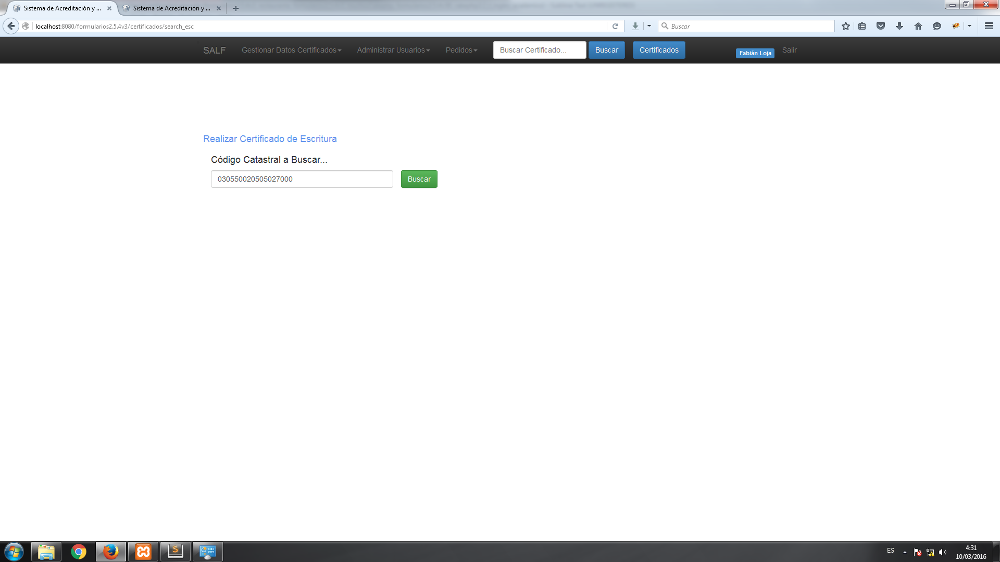 Sistema de Acreditación y ...
Sistema de Acreditación y ...
localhost:8080/formularios2.5.4v3/certificados/search_esc
Buscar
SALF
Gestionar Datos Certificados
Administrar Usuarios
Pedidos
Buscar Certificado...
Buscar
Certificados
Fabián Loja
Salir
Realizar Certificado de Escritura
Código Catastral a Buscar...
030550020505027000
Buscar
ES
4:31
10/03/2016